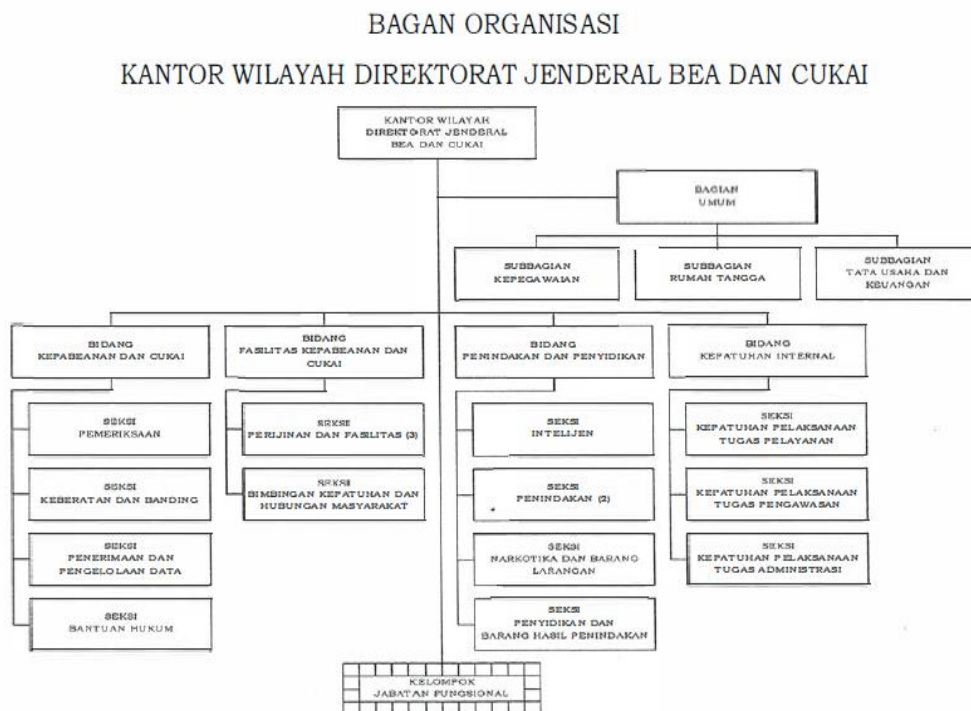 BAGAN ORGANISASI
KANTOR WILAYAH DIREKTORAT JENDERAL BEA DAN CUKAI
KANTOR WILAYAH
DIREKTORAT JENDERAL
BEA DAN CUKAI
BAGIAN
UMUM
SUBBAGIAN
KEPEGAWAIAN
SUBBAGIAN
RUMAH TANGGA
SUBBAGIAN
TATA USAHA DAN
KEUANGAN
BIDANG
KEPABEANAN DAN CUKAI
BIDANG
FASILITAS KEPABEANAN DAN
CUKAI
BIDANG
PENINDAKAN DAN PENYIDIKAN
BIDANG
KEPATUHAN INTERNAL
SEKSI
PEMERIKSAAN
SEKSI
KEBERATAN DAN BANDING
SEKSI
PENERIMAAN DAN
PENGELOLAAN DATA
SEKSI
BANTUAN HUKUM
SEKSI
PERIJINAN DAN FASILITAS (3)
SEKSI
BIMBINGAN KEPATUHAN DAN
HUBUNGAN MASYARAKAT
SEKSI
INTELIJEN
SEKSI
PENINDAKAN (2)
SEKSI
NARKOTIKA DAN BARANG
LARANGAN
SEKSI
PENYIDIKAN DAN
BARANG HASIL PENINDAKAN
SEKSI
KEPATUHAN PELAKSANAAN
TUGAS PELAYANAN
SEKSI
KEPATUHAN PELAKSANAAN
TUGAS PENGAWASAN
SEKSI
KEPATUHAN PELAKSANAAN
TUGAS ADMINISTRASI
KELOMPOK
JABATAN FUNGSIONAL